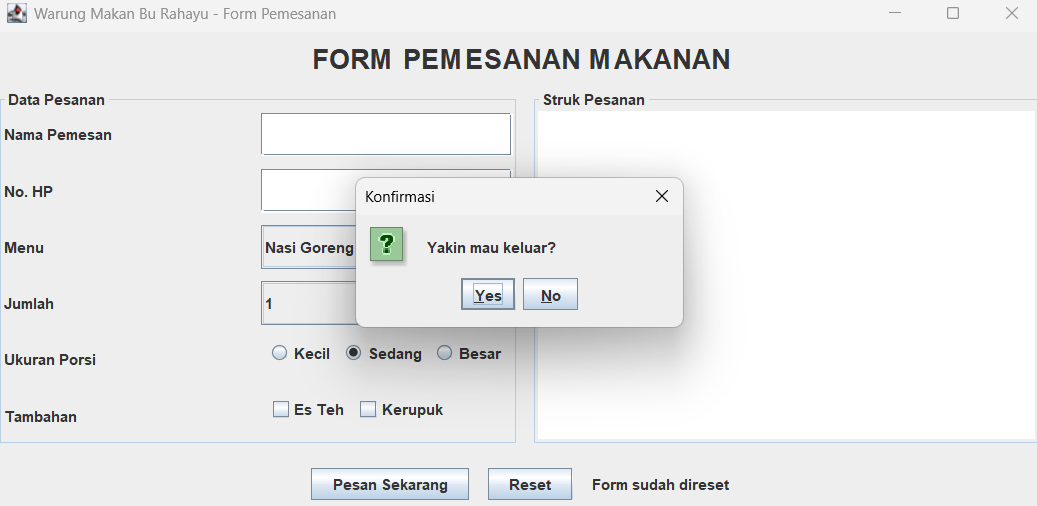 Warung Makan Bu Rahayu - Form Pemesanan
FORM PEMESANAN MAKANAN
Data Pesanan
Nama Pemesan
No. HP
Menu
Nasi Goreng
Jumlah
1
Ukuran Porsi
Kecil
Sedang
Besar
Tambahan
Es Teh
Kerupuk
Struk Pesanan
Konfirmasi
?
Yakin mau keluar?
Yes
No
Pesan Sekarang
Reset
Form sudah direset